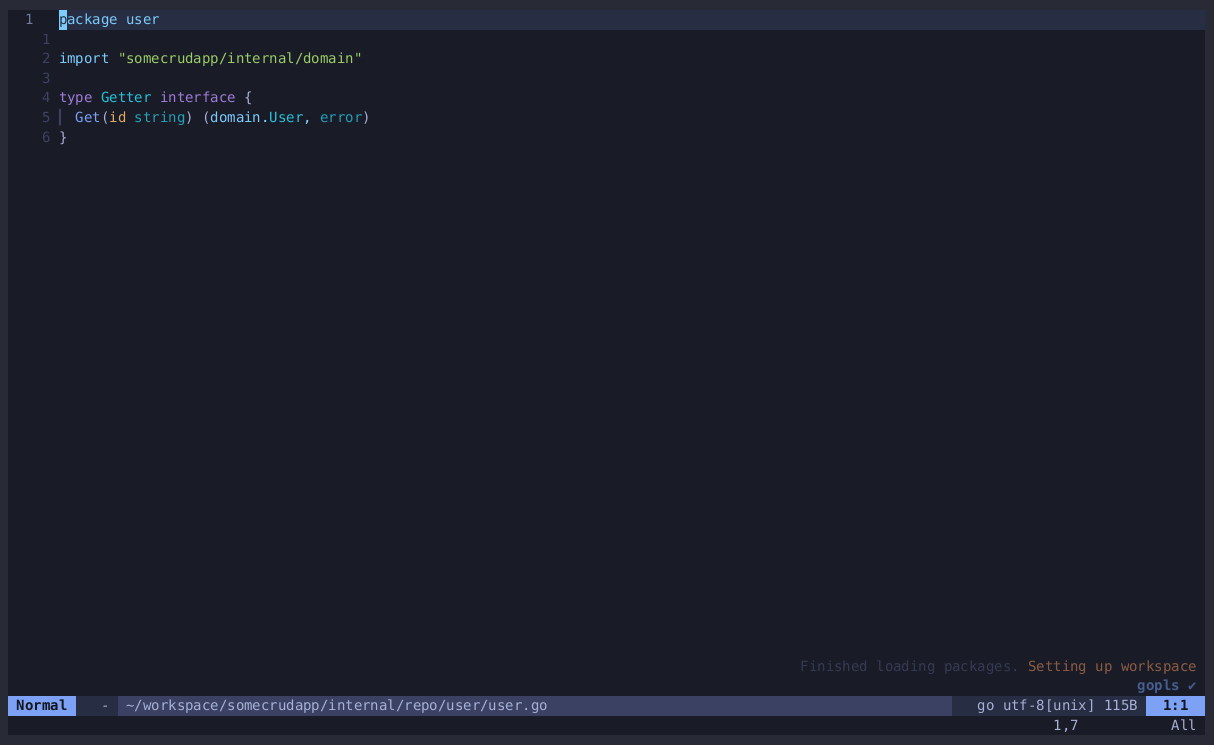 1 package user
1
2 import "somecrudapp/internal/domain"
3
4 type Getter interface {
5 Get(id string) (domain.User, error)
6 }
Finished loading packages. Setting up workspace
gopls ✔
Normal - ~/workspace/somecrudapp/internal/repo/user/user.go go utf-8[unix] 115B 1:1
1,7 All